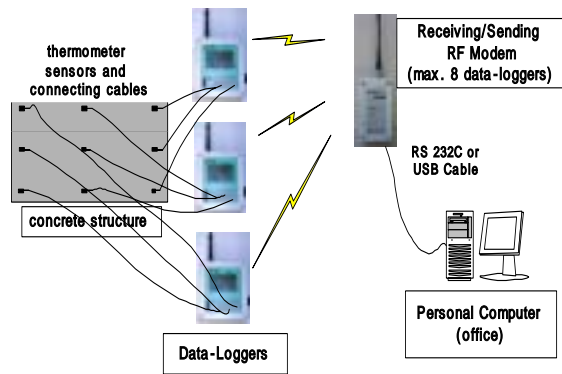 thermometer
sensors and
connecting cables
concrete structure
Data-Loggers
Receiving/Sending
RF Modem
(max. 8 data-loggers)
RS 232C or
USB Cable
Personal Computer
(office)